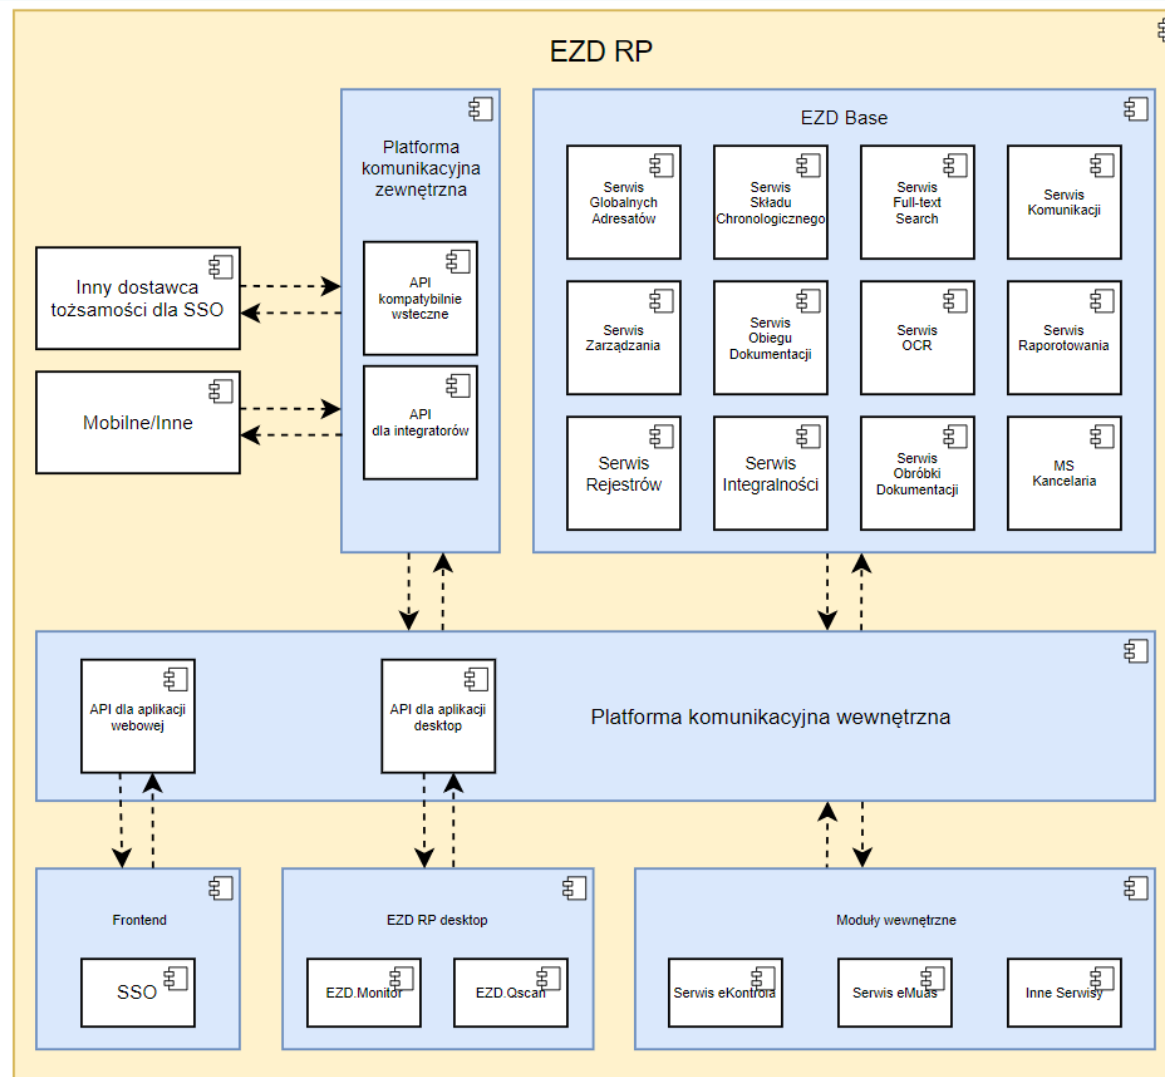 EZD RP
Platforma
komunikacyjna
zewnętrzna
API
kompatybilnie
wsteczne
API
dla integratorów
Inny dostawca
tożsamości dla SSO
Mobilne/Inne
EZD Base
Serwis
Globalnych
Adresatów
Serwis
Składu
Chronologicznego
Serwis
Full-text
Search
Serwis
Komunikacji
Serwis
Zarządzania
Serwis
Obiegu
Dokumentacji
Serwis
OCR
Serwis
Raporotowania
Serwis
Rejestrów
Serwis
Integralności
Serwis
Obróbki
Dokumentacji
MS
Kancelaria
API dla aplikacji
webowej
API dla aplikacji
desktop
Platforma komunikacyjna wewnętrzna
Frontend
SSO
EZD RP desktop
EZD.Monitor
EZD.Qscan
Moduły wewnętrzne
Serwis eKontrola
Serwis eMuas
Inne Serwisy